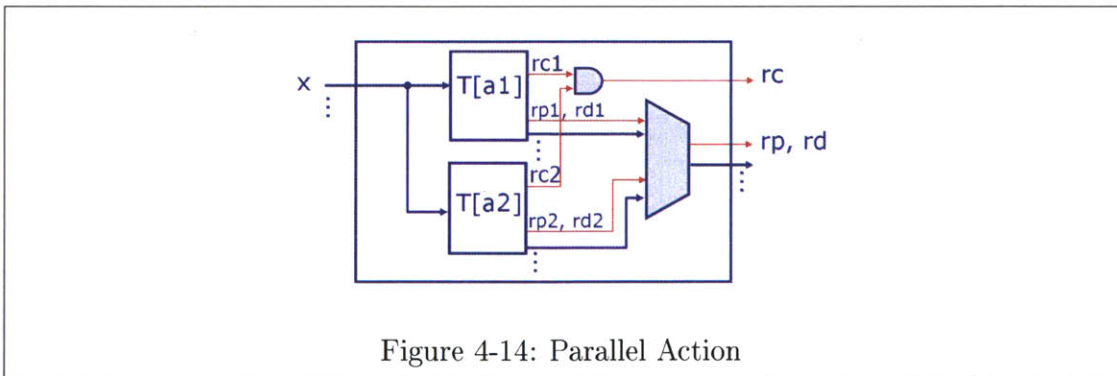 rc1
rc
x
T[a1]
rp1, rd1
rp, rd
rc2
T[a2]
rp2, rd2
Figure 4-14: Parallel Action